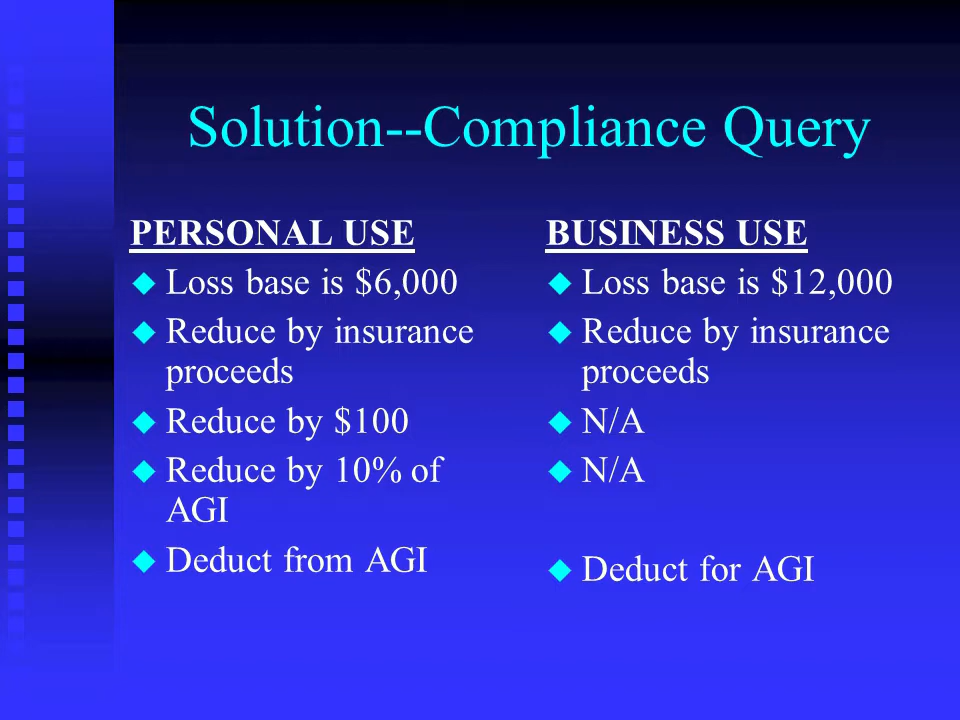 Solution--Compliance Query
PERSONAL USE
Loss base is $6,000
Reduce by insurance
proceeds
Reduce by $100
Reduce by 10% of
AGI
Deduct from AGI
BUSINESS USE
Loss base is $12,000
Reduce by insurance
proceeds
N/A
N/A
Deduct for AGI